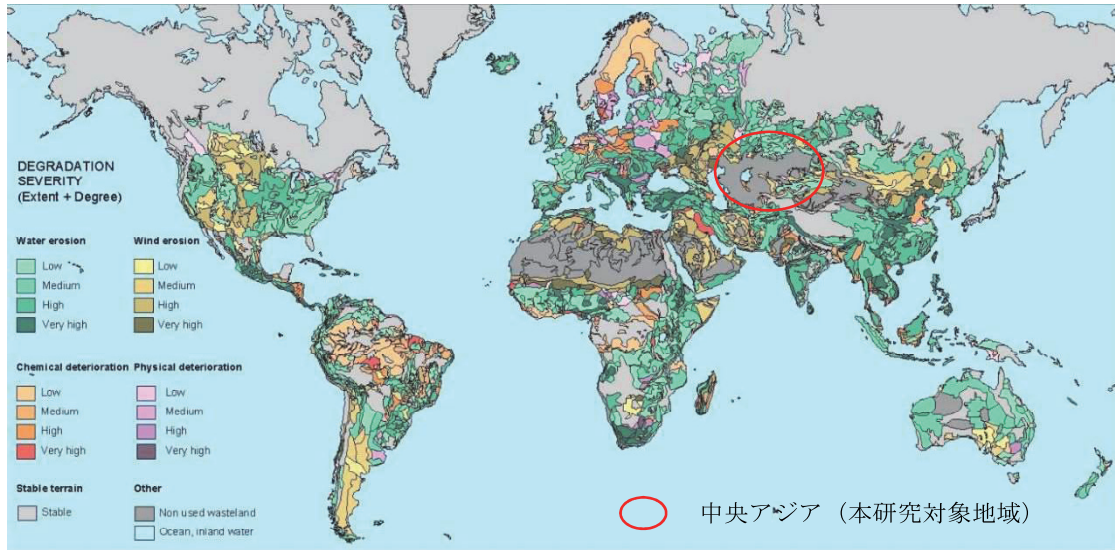 DEGRADATION
SEVERITY
(Extent + Degree)
Water erosion
Low
Medium
High
Very high
Wind erosion
Low
Medium
High
Very high
Chemical deterioration
Low
Medium
High
Very high
Physical deterioration
Low
Medium
High
Very high
Stable terrain
Stable
Other
Non used wasteland
Ocean, inland water
中央アジア（本研究対象地域）